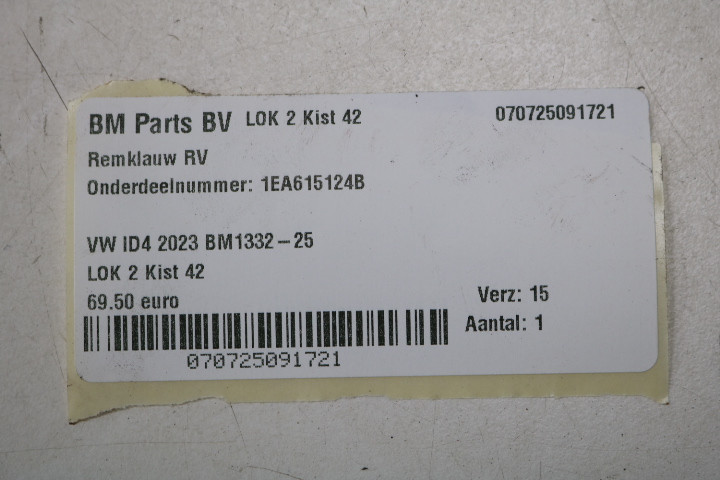 BM Parts BV LOK 2 Kist 42 070725091721
Remklauw RV
Onderdeelnummer: 1EA615124B
VW ID4 2023 BM1332-25
LOK 2 Kist 42
69.50 euro Verz: 15
Aantal: 1
070725091721